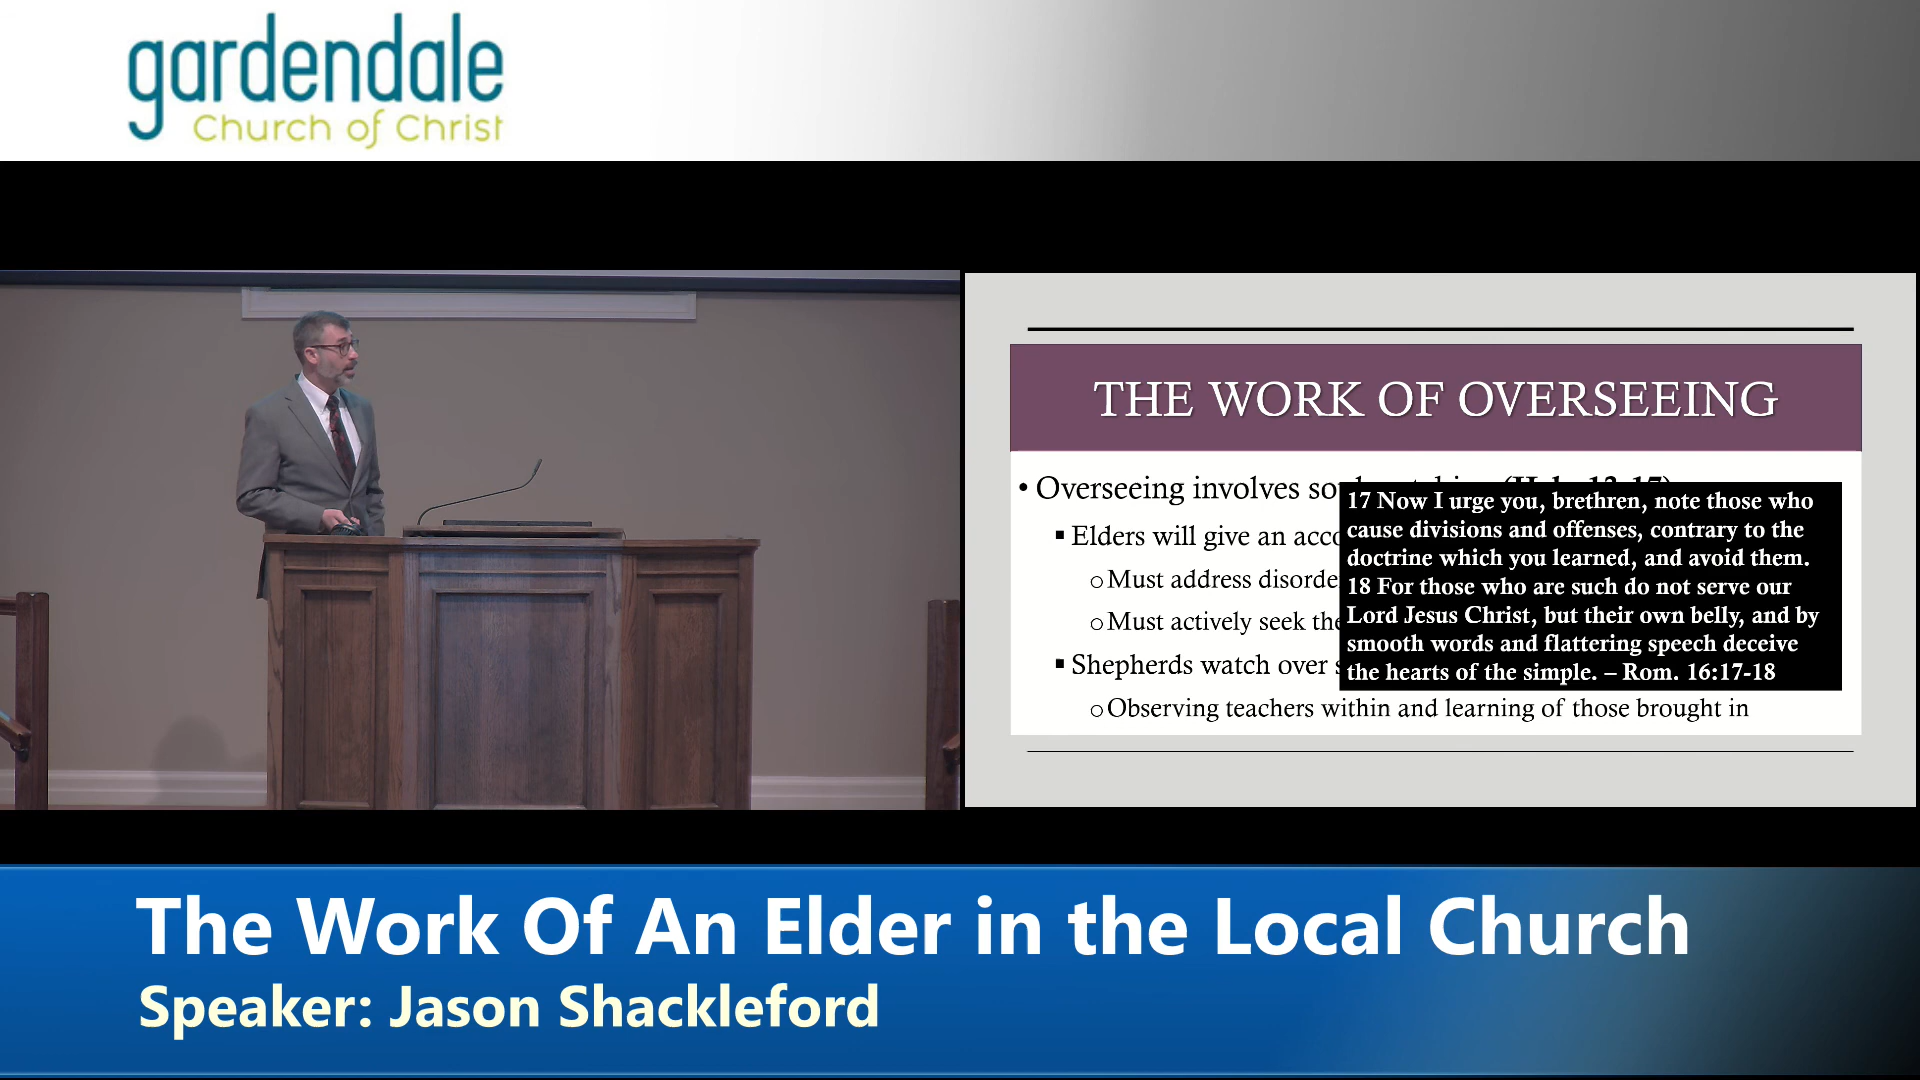 gardendale
Church of Christ
THE WORK OF OVERSEEING
• Overseeing involves
▪ Elders will give an
o Must address
o Must actively seek
▪ Shepherds watch over
o Observing teachers within and learning of those brought in
17 Now I urge you, brethren, note those who
cause divisions and offenses, contrary to the
doctrine which you learned, and avoid them.
18 For those who are such do not serve our
Lord Jesus Christ, but their own belly, and by
smooth words and flattering speech deceive
the hearts of the simple. – Rom. 16:17-18
The Work Of An Elder in the Local Church
Speaker: Jason Shackleford